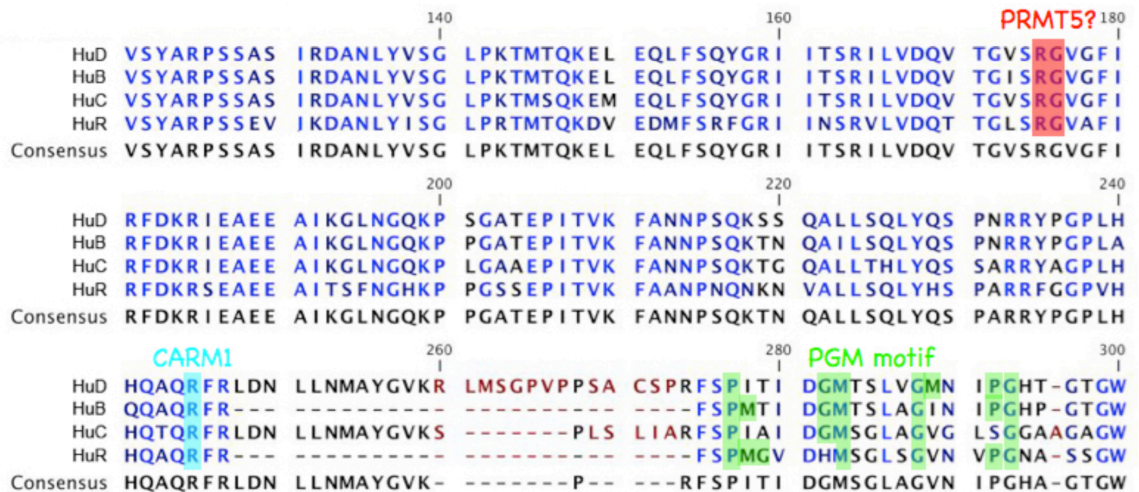 PRMT5?
140 160 180
HuD VSYARPSSAS IRDANLYVSG LPKTMTQKEL EQLFSQYGRI ITSRILVDQV TGVSRGVGFI
HuB VSYARPSSAS IRDANLYVSG LPKTMTQKEL EQLFSQYGRI ITSRILVDQV TGISRGVGFI
HuC VSYARPSSAS IRDANLYVSG LPKTMSQKEM EQLFSQYGRI ITSRILVDQV TGVSRGVGFI
HuR VSYARPSSEV IKDANLYISG LPRTMTQKDV EDMFSRFGRI INSRVLVDQT TGLSRGVAFI
Consensus VSYARPSSAS IRDANLYVSG LPKTMTQKEL EQLFSQYGRI ITSRILVDQV TGVSRGVGFI
200 220 240
HuD RFDKRIEAEE AIKGLNGQKP SGATEPITVK FANNPSQKSS QALLSQLYQS PNRRYPGPLH
HuB RFDKRIEAEE AIKGLNGQKP PGATEPITVK FANNPSQKTN QAILSQLYQS PNRRYPGPLA
HuC RFDKRIEAEE AIKGLNGQKP LGAAEPITVK FANNPSQKTG QALLTHLYQS SARRYAGPLH
HuR RFDKRSEAEE AITSFNGHKP PGSSEPITVK FAANPNQNKN VALLSQLYHS PARRFGGPVH
Consensus RFDKRIEAEE AIKGLNGQKP PGATEPITVK FANNPSQKTN QALLSQLYQS PARRYPGPLH
CARM1 PGM motif
260 280 300
HuD HQAQRFRLDN LLNMAYGVKR LMSGPVPPSA CSPRFSPITI DGMTSLVGMN IPGHT-GTGW
HuB QQAQRFR--- ---------- ---------- -----FSPMTI DGMTSLAGIN IPGHP-GTGW
HuC HQTQRFRLDN LLNMAYGVKS -------PLS LIARFSPIAI DGMSGLAGVG LSGGAAGAGW
HuR HQAQRFR--- ---------- ---------- -----FSPMGV DHMSGLSGVN VPGNA-SSGW
Consensus HQAQRFRLDN LLNMAYGVK- -------P-- ---RFSPITI DGMSGLAGVN IPGHA-GTGW